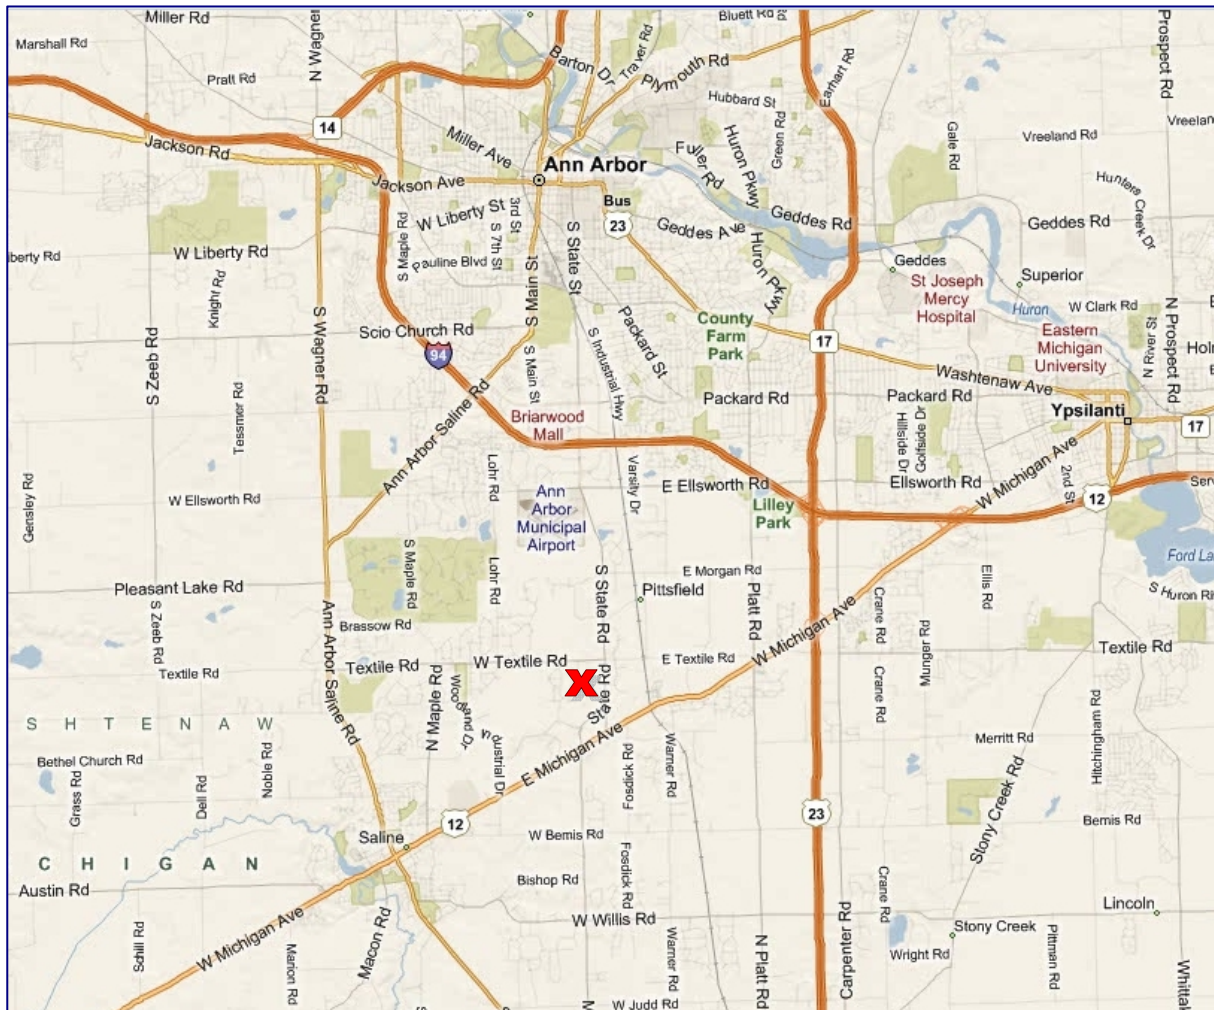 Miller Rd
N Wagner
Bluett Rd
Prospect Rd
Marshall Rd
Pratt Rd
Barton Dr
Traver Rd
Plymouth Rd
Earhart Rd
Hubbard St
14
Miller Ave
Ann Arbor
Fuller Rd
Huron Pkwy
Green Rd
Gale Rd
Vreeland Rd
Vreelan
Jackson Rd
Jackson Ave
Bus
23
Hunters Creek Dr
W Liberty St
3rd St
S 7th St
S State St
Geddes Ave
Geddes Rd
Geddes Rd
iberty Rd
W Liberty Rd
S Maple Rd
Pauline Blvd
Huron Pkwy
Geddes
Superior
Knight Rd
S Main St
St Joseph
Mercy
Hospital
Huron
W Clark Rd
N Prospect Rd
S Wagner Rd
Scio Church Rd
S Industrial Hwy
Packard St
County
Farm
Park
17
Eastern
Michigan
University
N River St
Hol
94
S Zeeb Rd
S Main St
Washtenaw Ave
Tessmer Rd
Ann Arbor Saline Rd
Briarwood
Mall
Packard Rd
Packard Rd
Hillside Dr
Golfside Dr
Ypsilanti
17
W Michigan Ave
2nd St
Gensley Rd
W Ellsworth Rd
Lohr Rd
Ann
Arbor
Municipal
Airport
Varsity Dr
E Ellsworth Rd
Lilley
Park
Ellsworth Rd
12
Serv
Ford La
Pleasant Lake Rd
S Maple Rd
Lohr Rd
S State Rd
E Morgan Rd
Pittsfield
Platt Rd
Ellis Rd
S Huron Ri
S Zeeb Rd
Ann Arbor Saline Rd
Brassow Rd
Crane Rd
Munger Rd
W Michigan Ave
Textile Rd
Textile Rd
Textile Rd
W Textile Rd
X
E Textile Rd
State Rd
N Maple Rd
Woodland Dr
Industrial Dr
Crane Rd
S H T E N A W
Bethel Church Rd
Noble Rd
Grass Rd
Dell Rd
E Michigan Ave
Fosdick Rd
Warner Rd
Merritt Rd
Hitchingham Rd
Stony Creek Rd
12
23
Saline
W Bemis Rd
Bemis Rd
C H I G A N
Austin Rd
Bishop Rd
Fosdick Rd
Crane Rd
W Willis Rd
Lincoln
Stony Creek
Schill Rd
W Michigan Ave
Marion Rd
Macon Rd
Warner Rd
N Platt Rd
Carpenter Rd
Wright Rd
Pittman Rd
Whittak
W Judd Rd